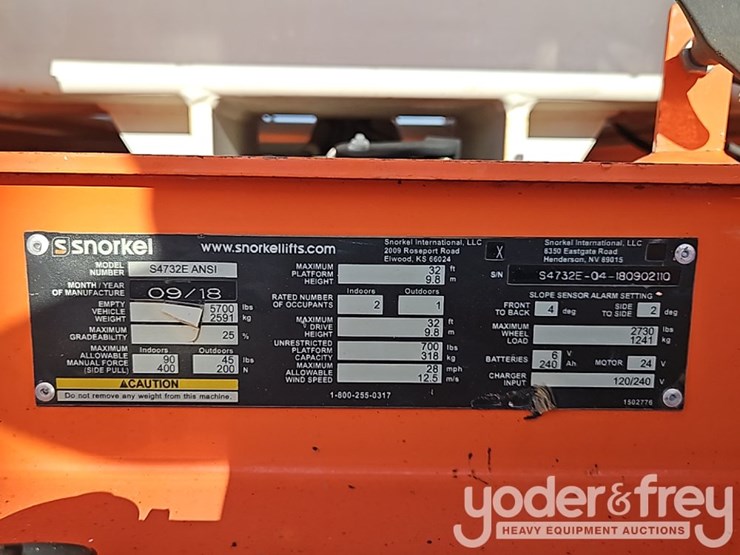 snorkel
www.snorkellifts.com
Snorkel International, LLC
2009 Roseport Road
Elwood, KS 66024
X
Snorkel International, LLC
8350 Eastgate Road
Henderson, NV 89015
MODEL NUMBER S4732E ANSI
MONTH / YEAR OF MANUFACTURE 09/18
EMPTY VEHICLE WEIGHT 5700 lbs
2591 kg
MAXIMUM GRADEABILITY 25 %
MAXIMUM ALLOWABLE MANUAL FORCE (SIDE PULL)
Indoors Outdoors
90 45 lbs
400 200 N
CAUTION
Do not remove any weight from this machine.
MAXIMUM PLATFORM HEIGHT 32 ft
9.8 m
Indoors Outdoors
RATED NUMBER OF OCCUPANTS 2 1
MAXIMUM DRIVE HEIGHT 32 ft
9.8 m
UNRESTRICTED PLATFORM CAPACITY 700 lbs
318 kg
MAXIMUM ALLOWABLE WIND SPEED 28 mph
12.5 m/s
1-800-255-0317
S/N S4732E-04-180902110
SLOPE SENSOR ALARM SETTING
FRONT TO BACK 4 deg SIDE TO SIDE 2 deg
MAXIMUM WHEEL LOAD 2730 lbs
1241 kg
BATTERIES 6 V
240 Ah.
MOTOR 24 V
CHARGER INPUT 120/240 V
1502776
yoder&frey
HEAVY EQUIPMENT AUCTIONS